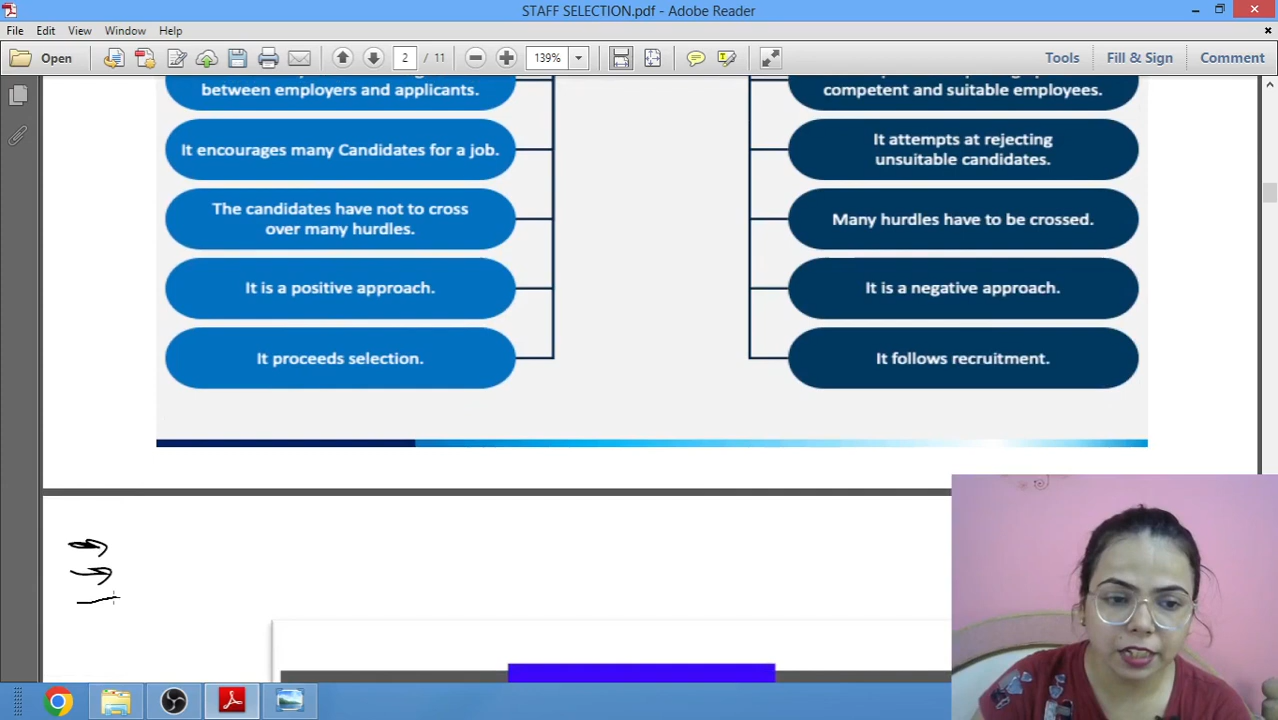 STAFF SELECTION.pdf - Adobe Reader
File Edit View Window Help
Open 2 / 11 139% Tools Fill & Sign Comment
between employers and applicants.
It encourages many Candidates for a job.
The candidates have not to cross
over many hurdles.
It is a positive approach.
It proceeds selection.
competent and suitable employees.
It attempts at rejecting
unsuitable candidates.
Many hurdles have to be crossed.
It is a negative approach.
It follows recruitment.